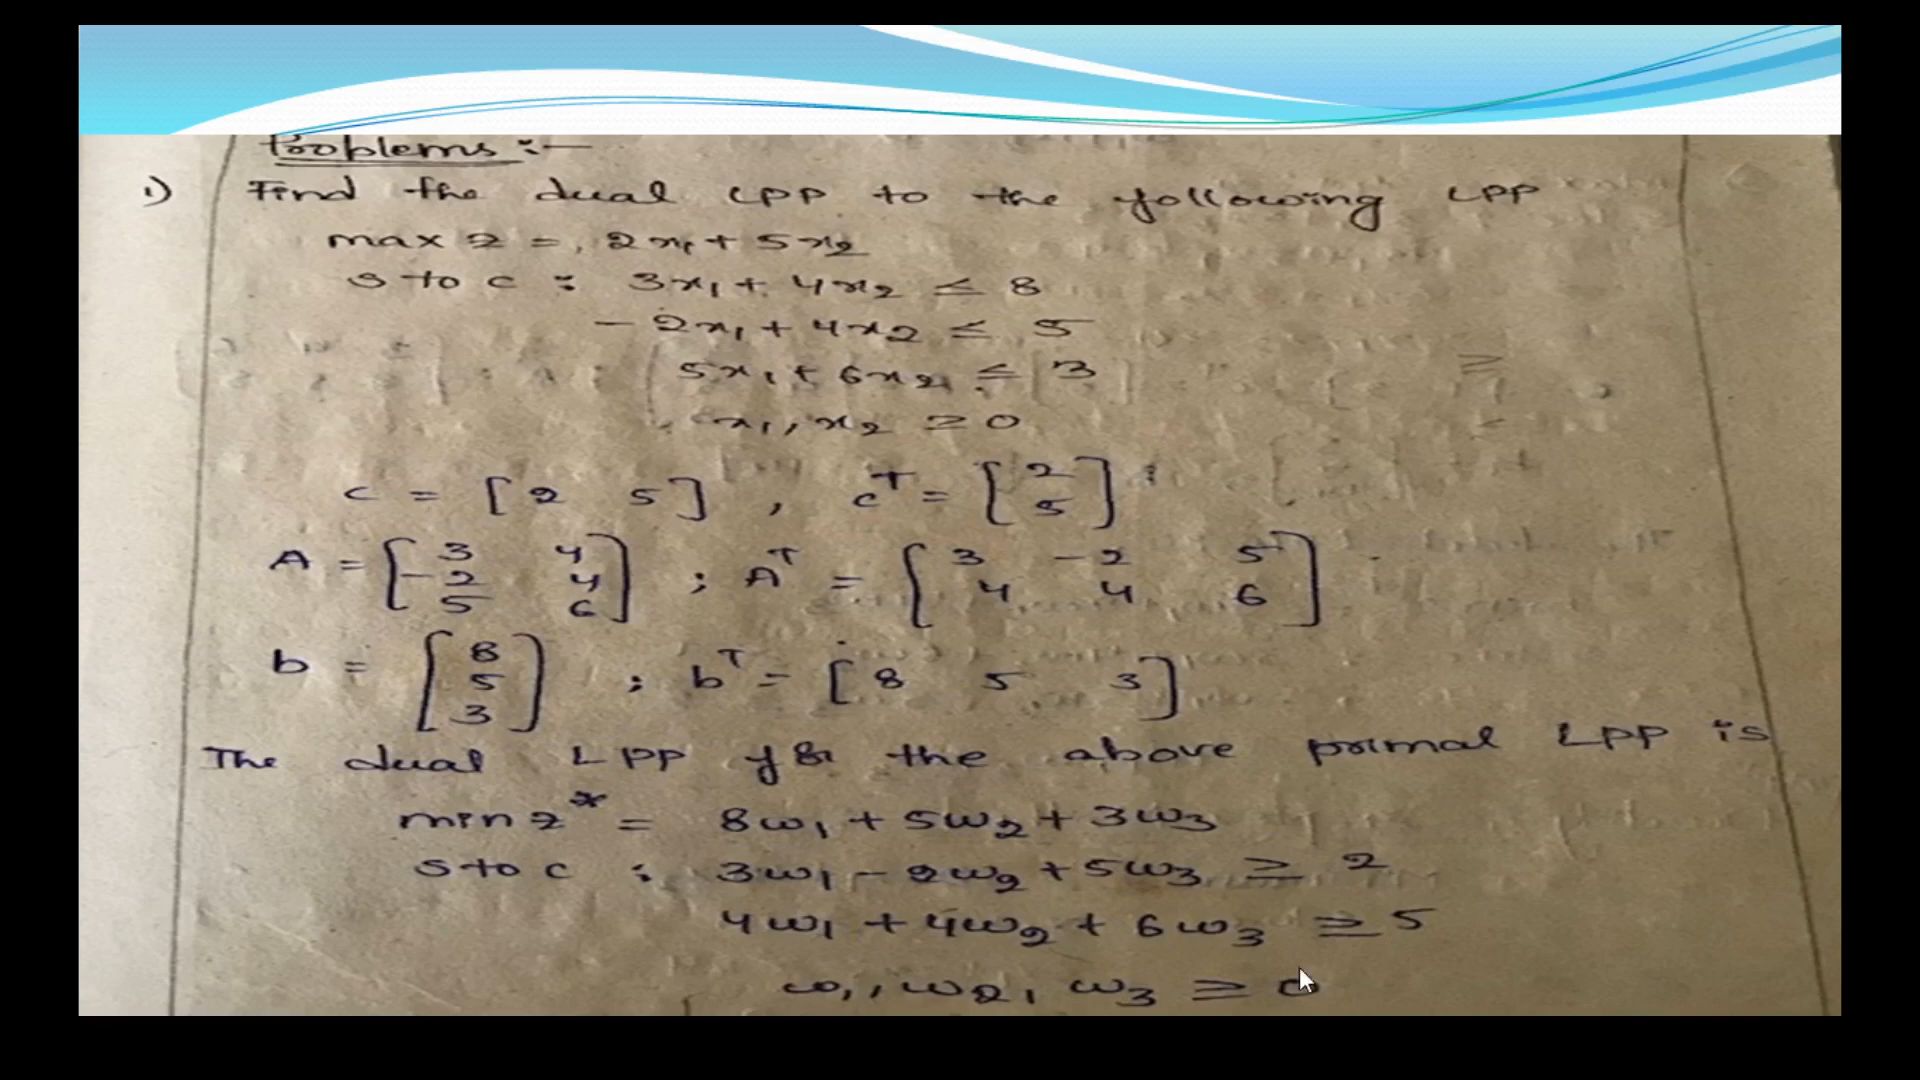 Problems :-
1) Find the dual LPP to the following LPP
max z = 2x₁ + 5x₂
s to c : 3x₁ + 4x₂ ≤ 8
- 2x₁ + 4x₂ ≤ 5
5x₁ + 6x₂ ≤ 3
x₁, x₂ ≥ 0
c = [ 2 5 ] , cᵀ = [ 2
5 ]
A = [ 3 4
-2 4
5 6 ] ; Aᵀ = [ 3 -2 5
4 4 6 ]
b = [ 8
5
3 ] ; bᵀ = [ 8 5 3 ]
The dual LPP for the above primal LPP is
min z* = 8w₁ + 5w₂ + 3w₃
s to c : 3w₁ - 2w₂ + 5w₃ ≥ 2
4w₁ + 4w₂ + 6w₃ ≥ 5
w₁, w₂, w₃ ≥ 0